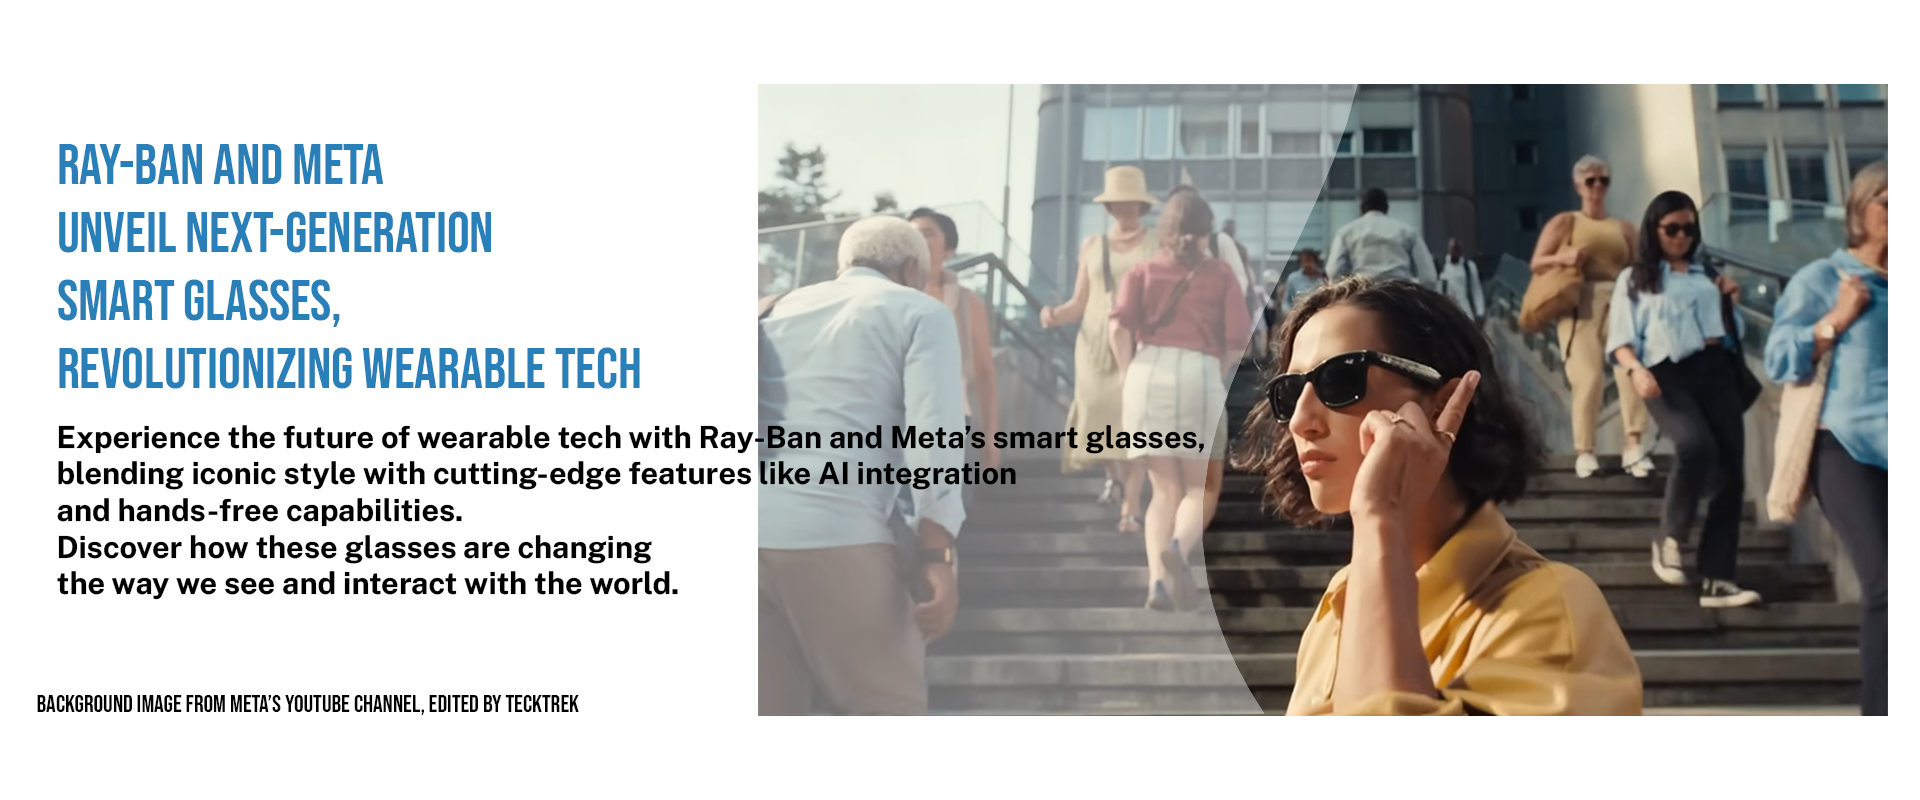 RAY-BAN AND META
UNVEIL NEXT-GENERATION
SMART GLASSES,
REVOLUTIONIZING WEARABLE TECH
Experience the future of wearable tech with Ray-Ban and Meta’s smart glasses,
blending iconic style with cutting-edge features like AI integration
and hands-free capabilities.
Discover how these glasses are changing
the way we see and interact with the world.
BACKGROUND IMAGE FROM META’S YOUTUBE CHANNEL, EDITED BY TECKTREK